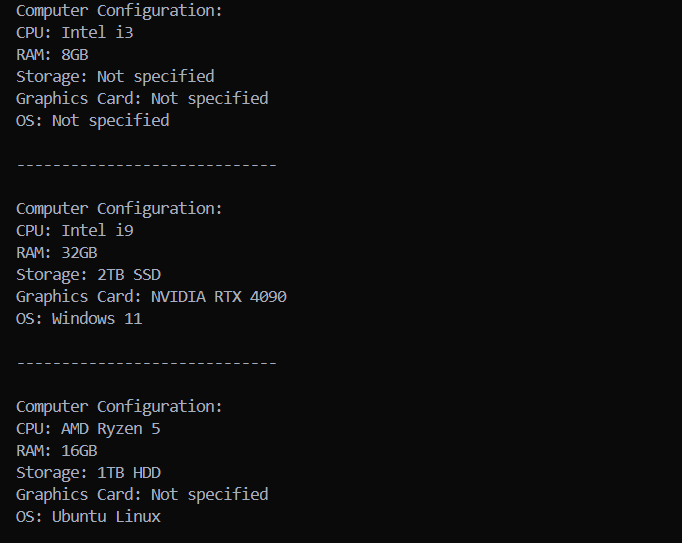 Computer Configuration:
CPU: Intel i3
RAM: 8GB
Storage: Not specified
Graphics Card: Not specified
OS: Not specified
-----------------------------
Computer Configuration:
CPU: Intel i9
RAM: 32GB
Storage: 2TB SSD
Graphics Card: NVIDIA RTX 4090
OS: Windows 11
-----------------------------
Computer Configuration:
CPU: AMD Ryzen 5
RAM: 16GB
Storage: 1TB HDD
Graphics Card: Not specified
OS: Ubuntu Linux